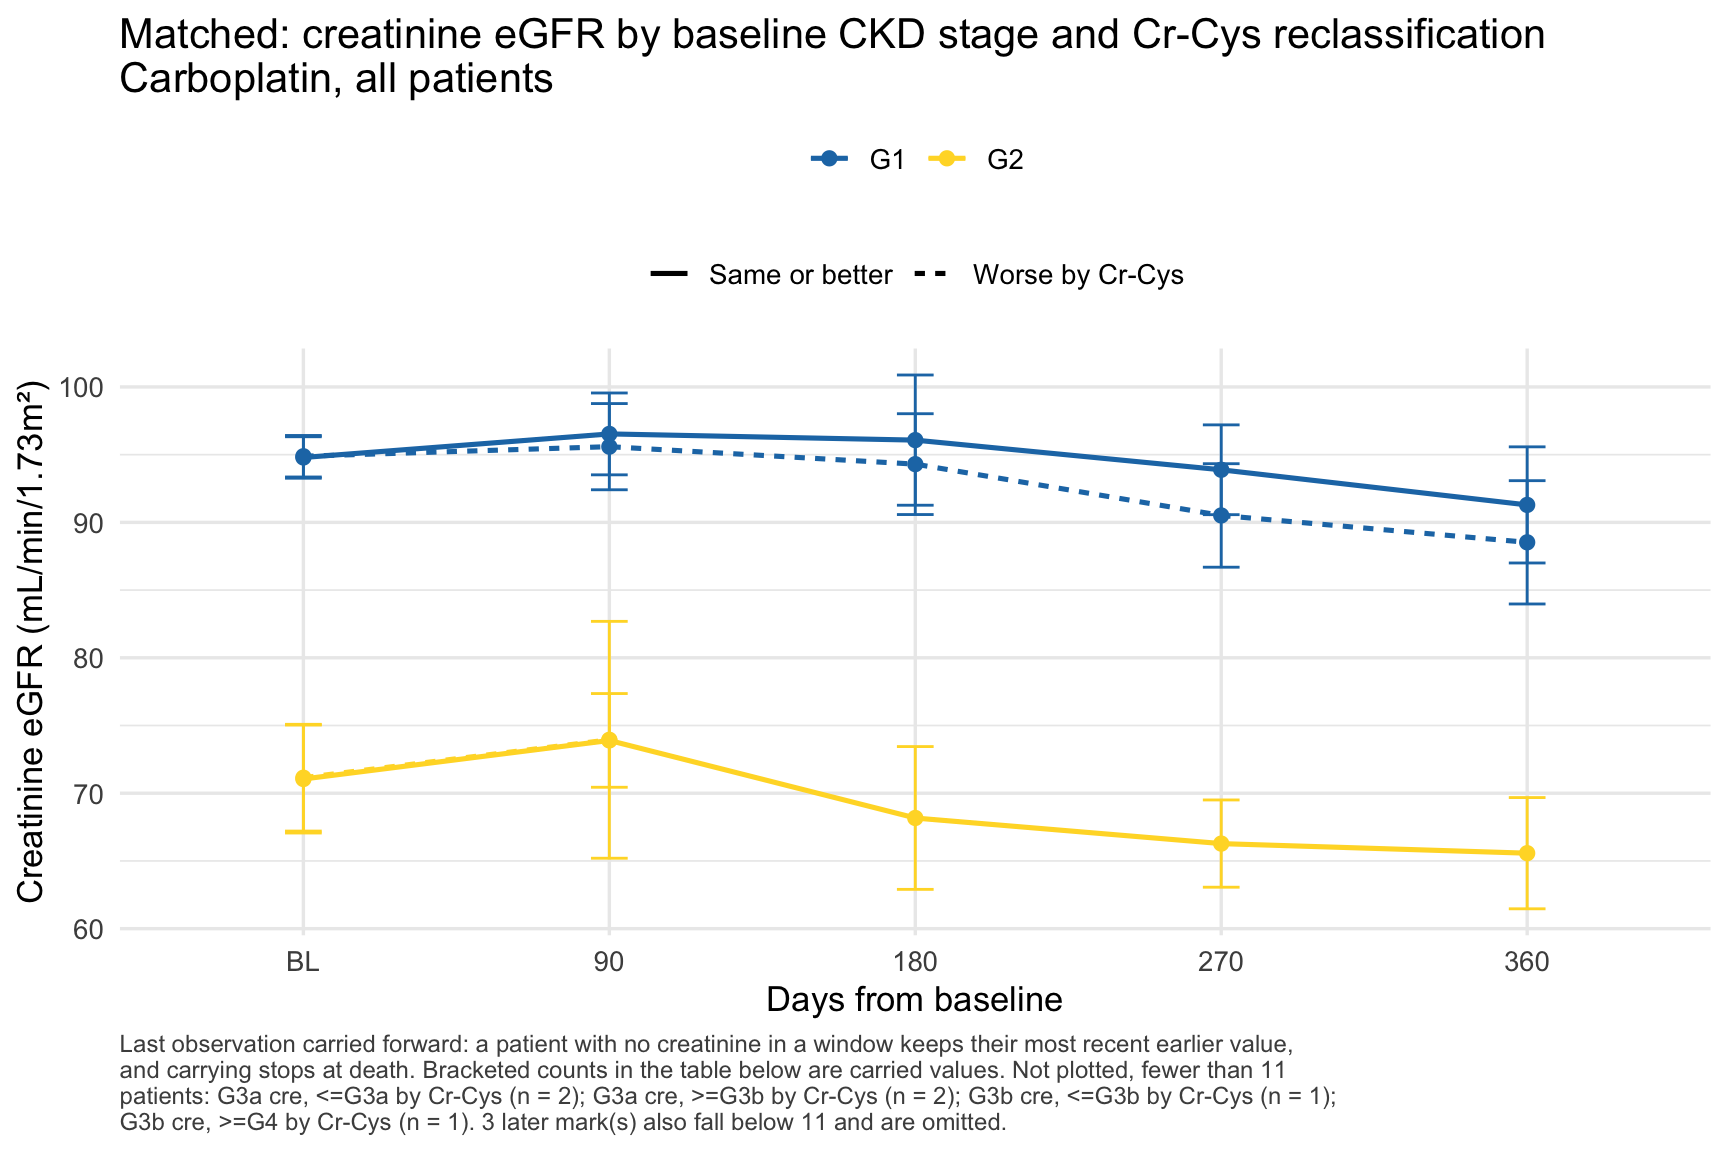 Matched: creatinine eGFR by baseline CKD stage and Cr-Cys reclassification
Carboplatin, all patients
G1 G2
Same or better Worse by Cr-Cys
Creatinine eGFR (mL/min/1.73m²)
100
90
80
70
60
BL 90 180 270 360
Days from baseline
Last observation carried forward: a patient with no creatinine in a window keeps their most recent earlier value,
and carrying stops at death. Bracketed counts in the table below are carried values. Not plotted, fewer than 11
patients: G3a cre, <=G3a by Cr-Cys (n = 2); G3a cre, >=G3b by Cr-Cys (n = 2); G3b cre, <=G3b by Cr-Cys (n = 1);
G3b cre, >=G4 by Cr-Cys (n = 1). 3 later mark(s) also fall below 11 and are omitted.